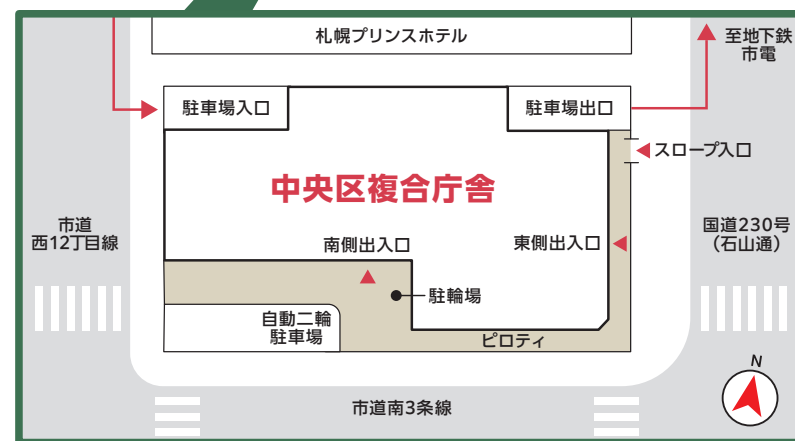 札幌プリンスホテル
至地下鉄
市電
駐車場入口
駐車場出口
スロープ入口
中央区複合庁舎
市道
西12丁目線
南側出入口
東側出入口
国道230号
（石山通）
駐輪場
自動二輪
駐車場
ピロティ
市道南3条線
N